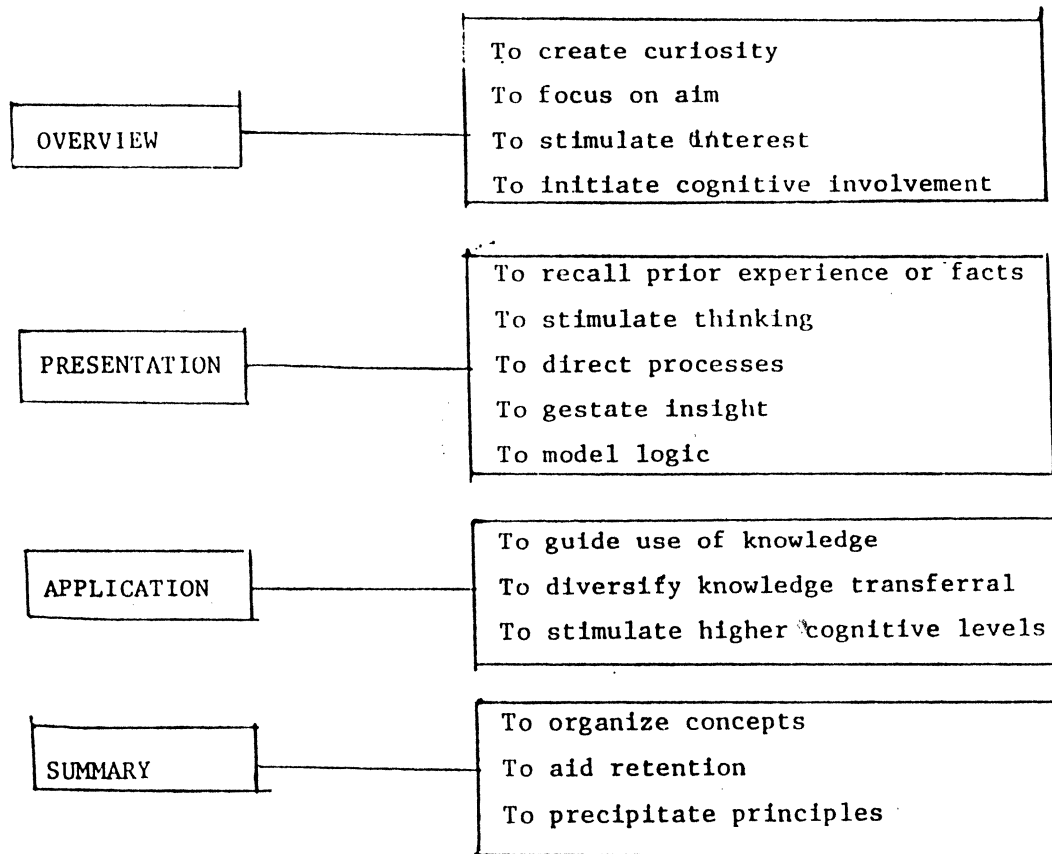 OVERVIEW
To create curiosity
To focus on aim
To stimulate interest
To initiate cognitive involvement
PRESENTATION
To recall prior experience or facts
To stimulate thinking
To direct processes
To gestate insight
To model logic
APPLICATION
To guide use of knowledge
To diversify knowledge transferral
To stimulate higher cognitive levels
SUMMARY
To organize concepts
To aid retention
To precipitate principles